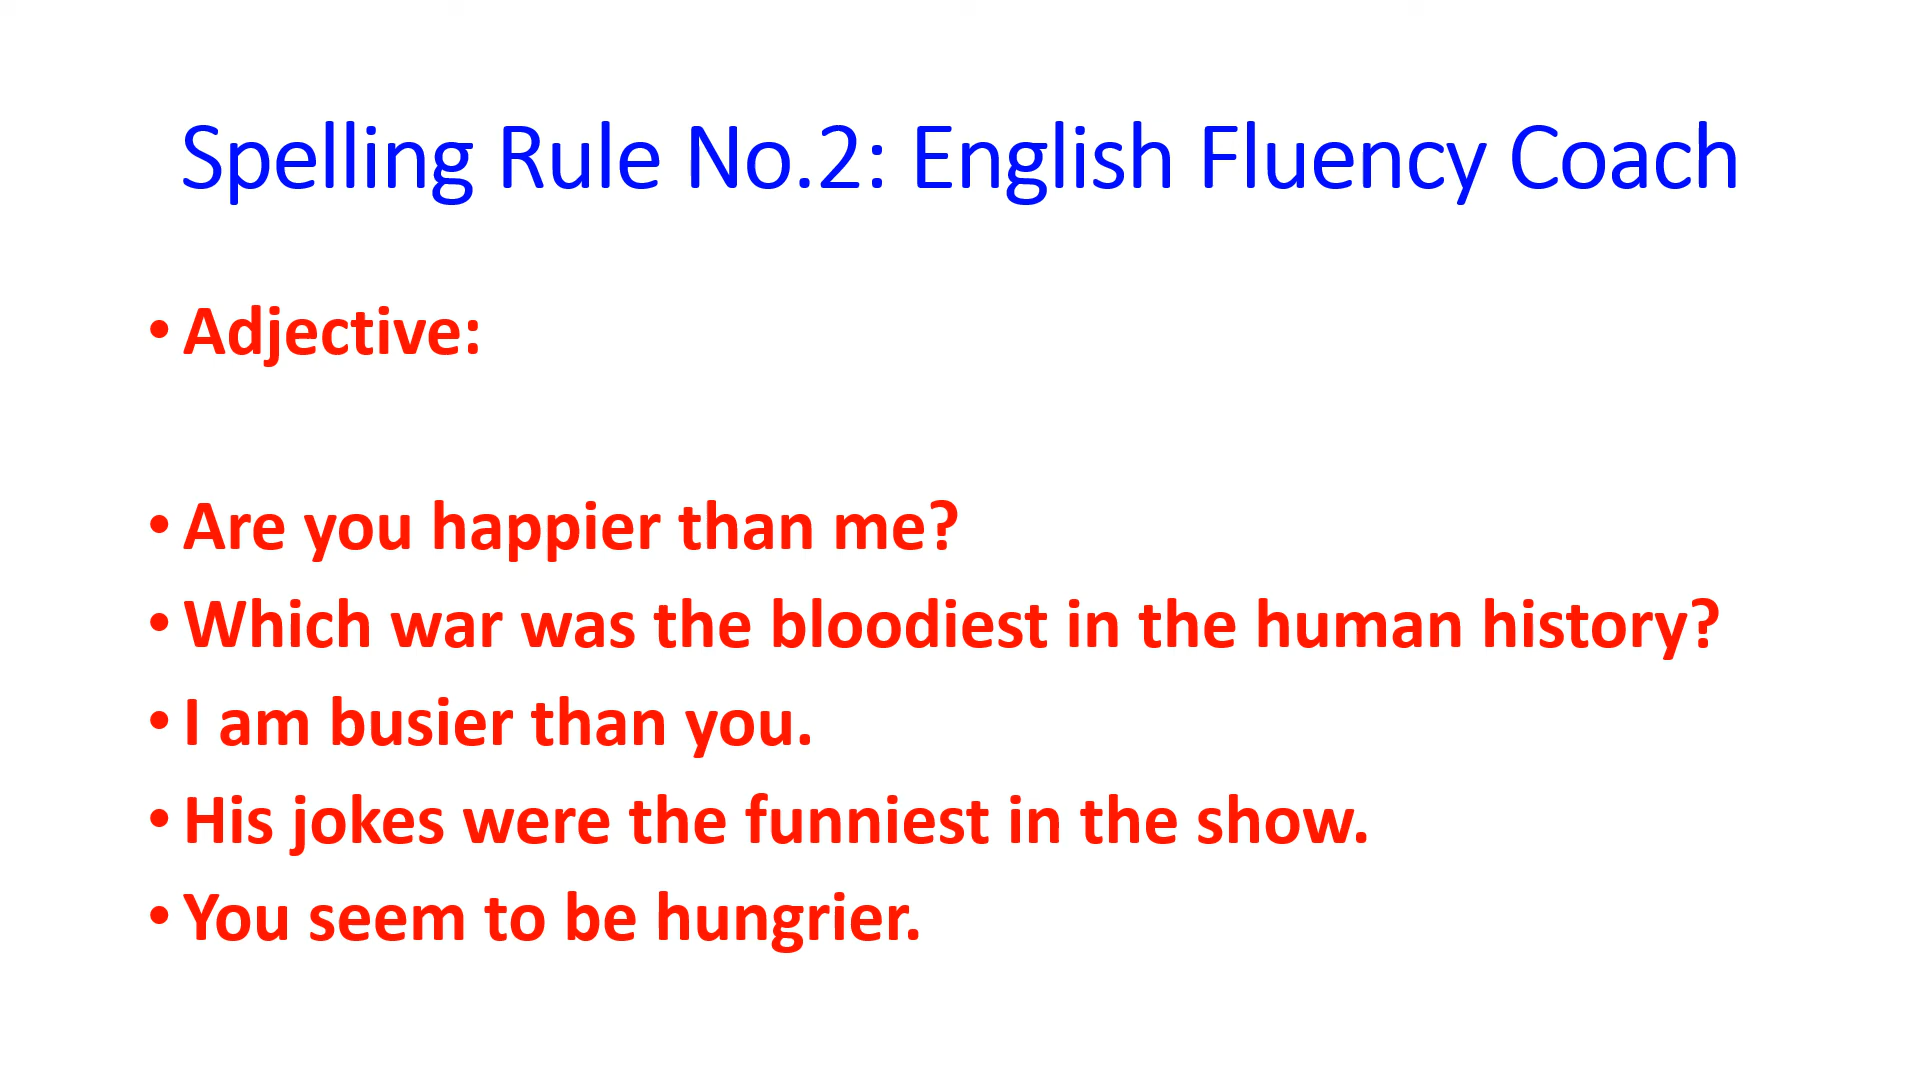 Spelling Rule No.2: English Fluency Coach
• Adjective:
• Are you happier than me?
• Which war was the bloodiest in the human history?
• I am busier than you.
• His jokes were the funniest in the show.
• You seem to be hungrier.